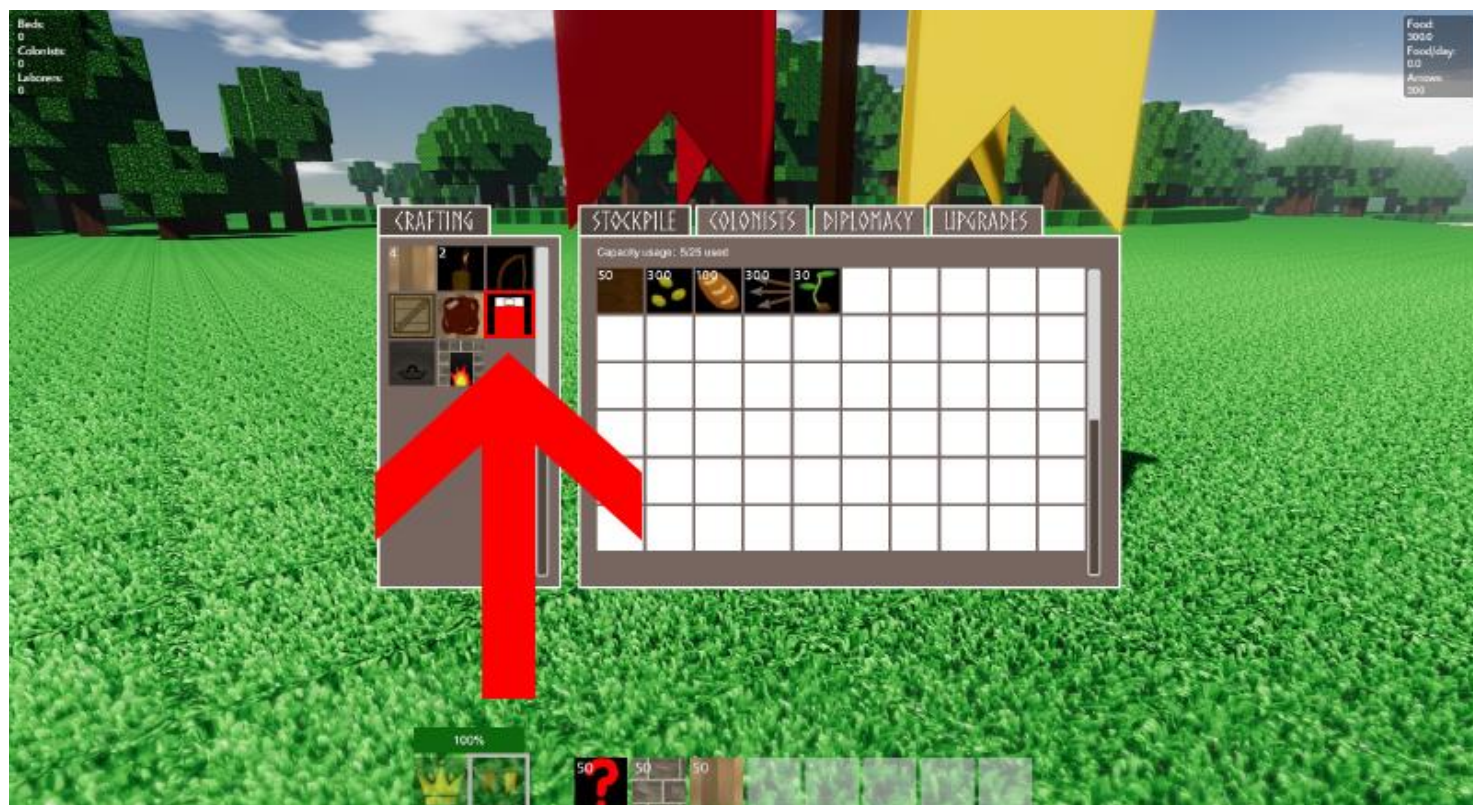 Beds:
0
Colonists:
0
Laborers:
0
Food:
300.0
Food/day:
0.0
Arrows:
300
CRAFTING
STOCKPILE COLONISTS DIPLOMACY UPGRADES
Capacity usage: 5/25 used
4 2
50 300 100 300 30
100%
50 50 50